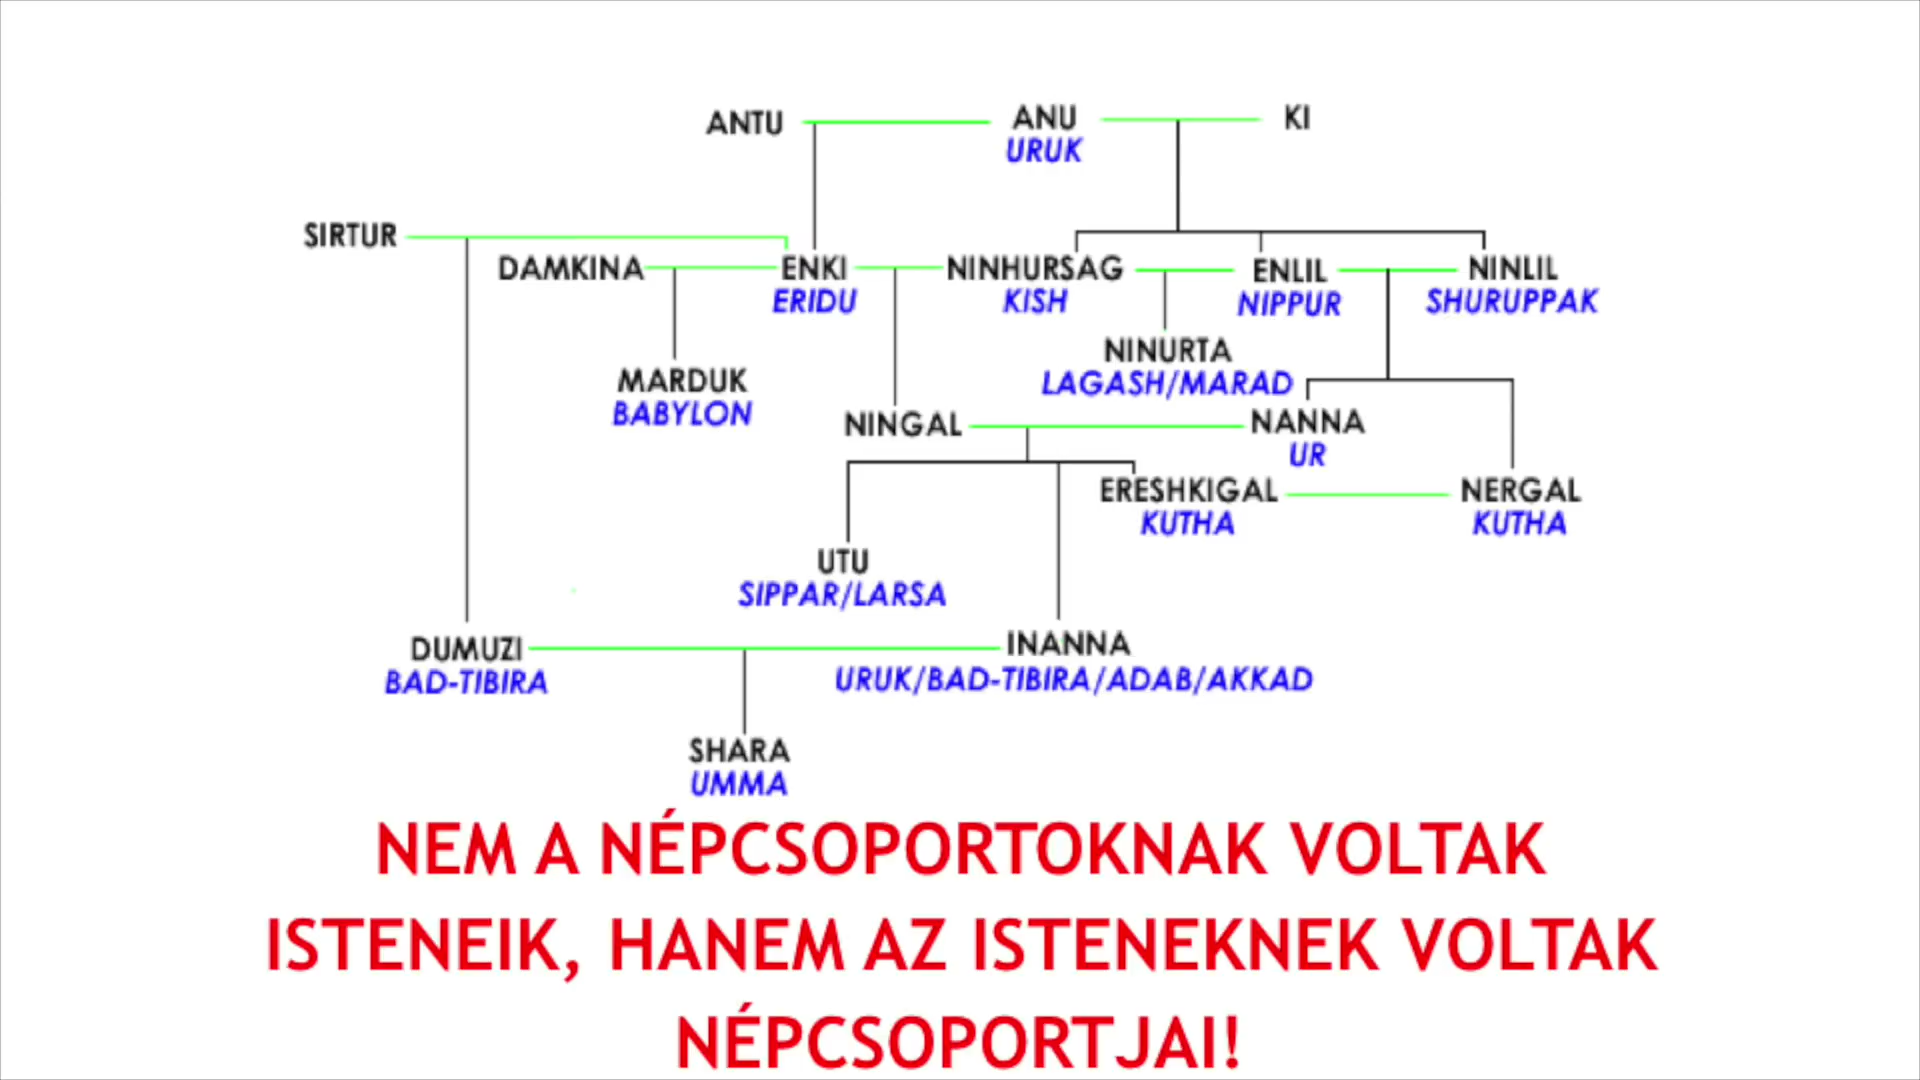 ANTU
ANU
KI
URUK
SIRTUR
DAMKINA
ENKI
NINHURSAG
ENLIL
NINLIL
ERIDU
KISH
NIPPUR
SHURUPPAK
NINURTA
LAGASH/MARAD
MARDUK
BABYLON
NINGAL
NANNA
UR
ERESHKIGAL
NERGAL
KUTHA
KUTHA
UTU
SIPPAR/LARSA
DUMUZI
INANNA
BAD-TIBIRA
URUK/BAD-TIBIRA/ADAB/AKKAD
SHARA
UMMA
NEM A NÉPCSOPORTOKNAK VOLTAK
ISTENEIK, HANEM AZ ISTENEKNEK VOLTAK
NÉPCSOPORTJAI!